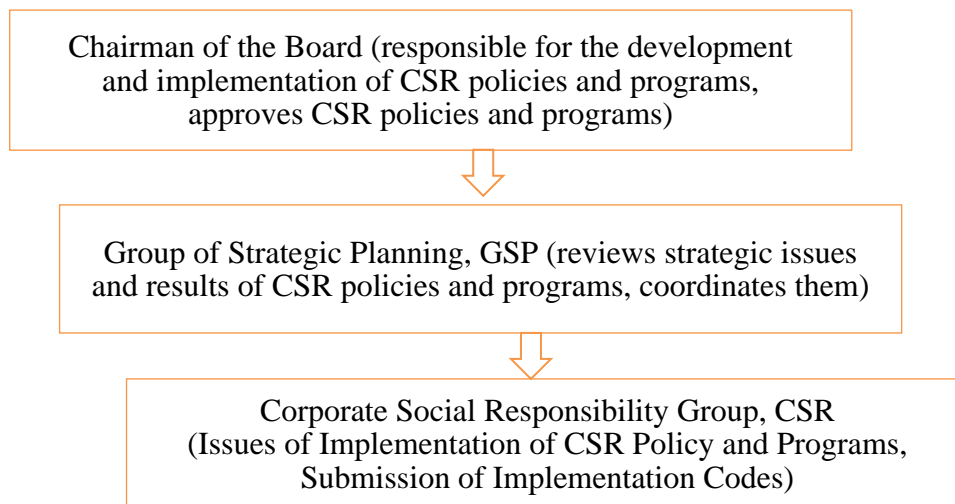 Chairman of the Board (responsible for the development
and implementation of CSR policies and programs,
approves CSR policies and programs)
Group of Strategic Planning, GSP (reviews strategic issues
and results of CSR policies and programs, coordinates them)
Corporate Social Responsibility Group, CSR
(Issues of Implementation of CSR Policy and Programs,
Submission of Implementation Codes)